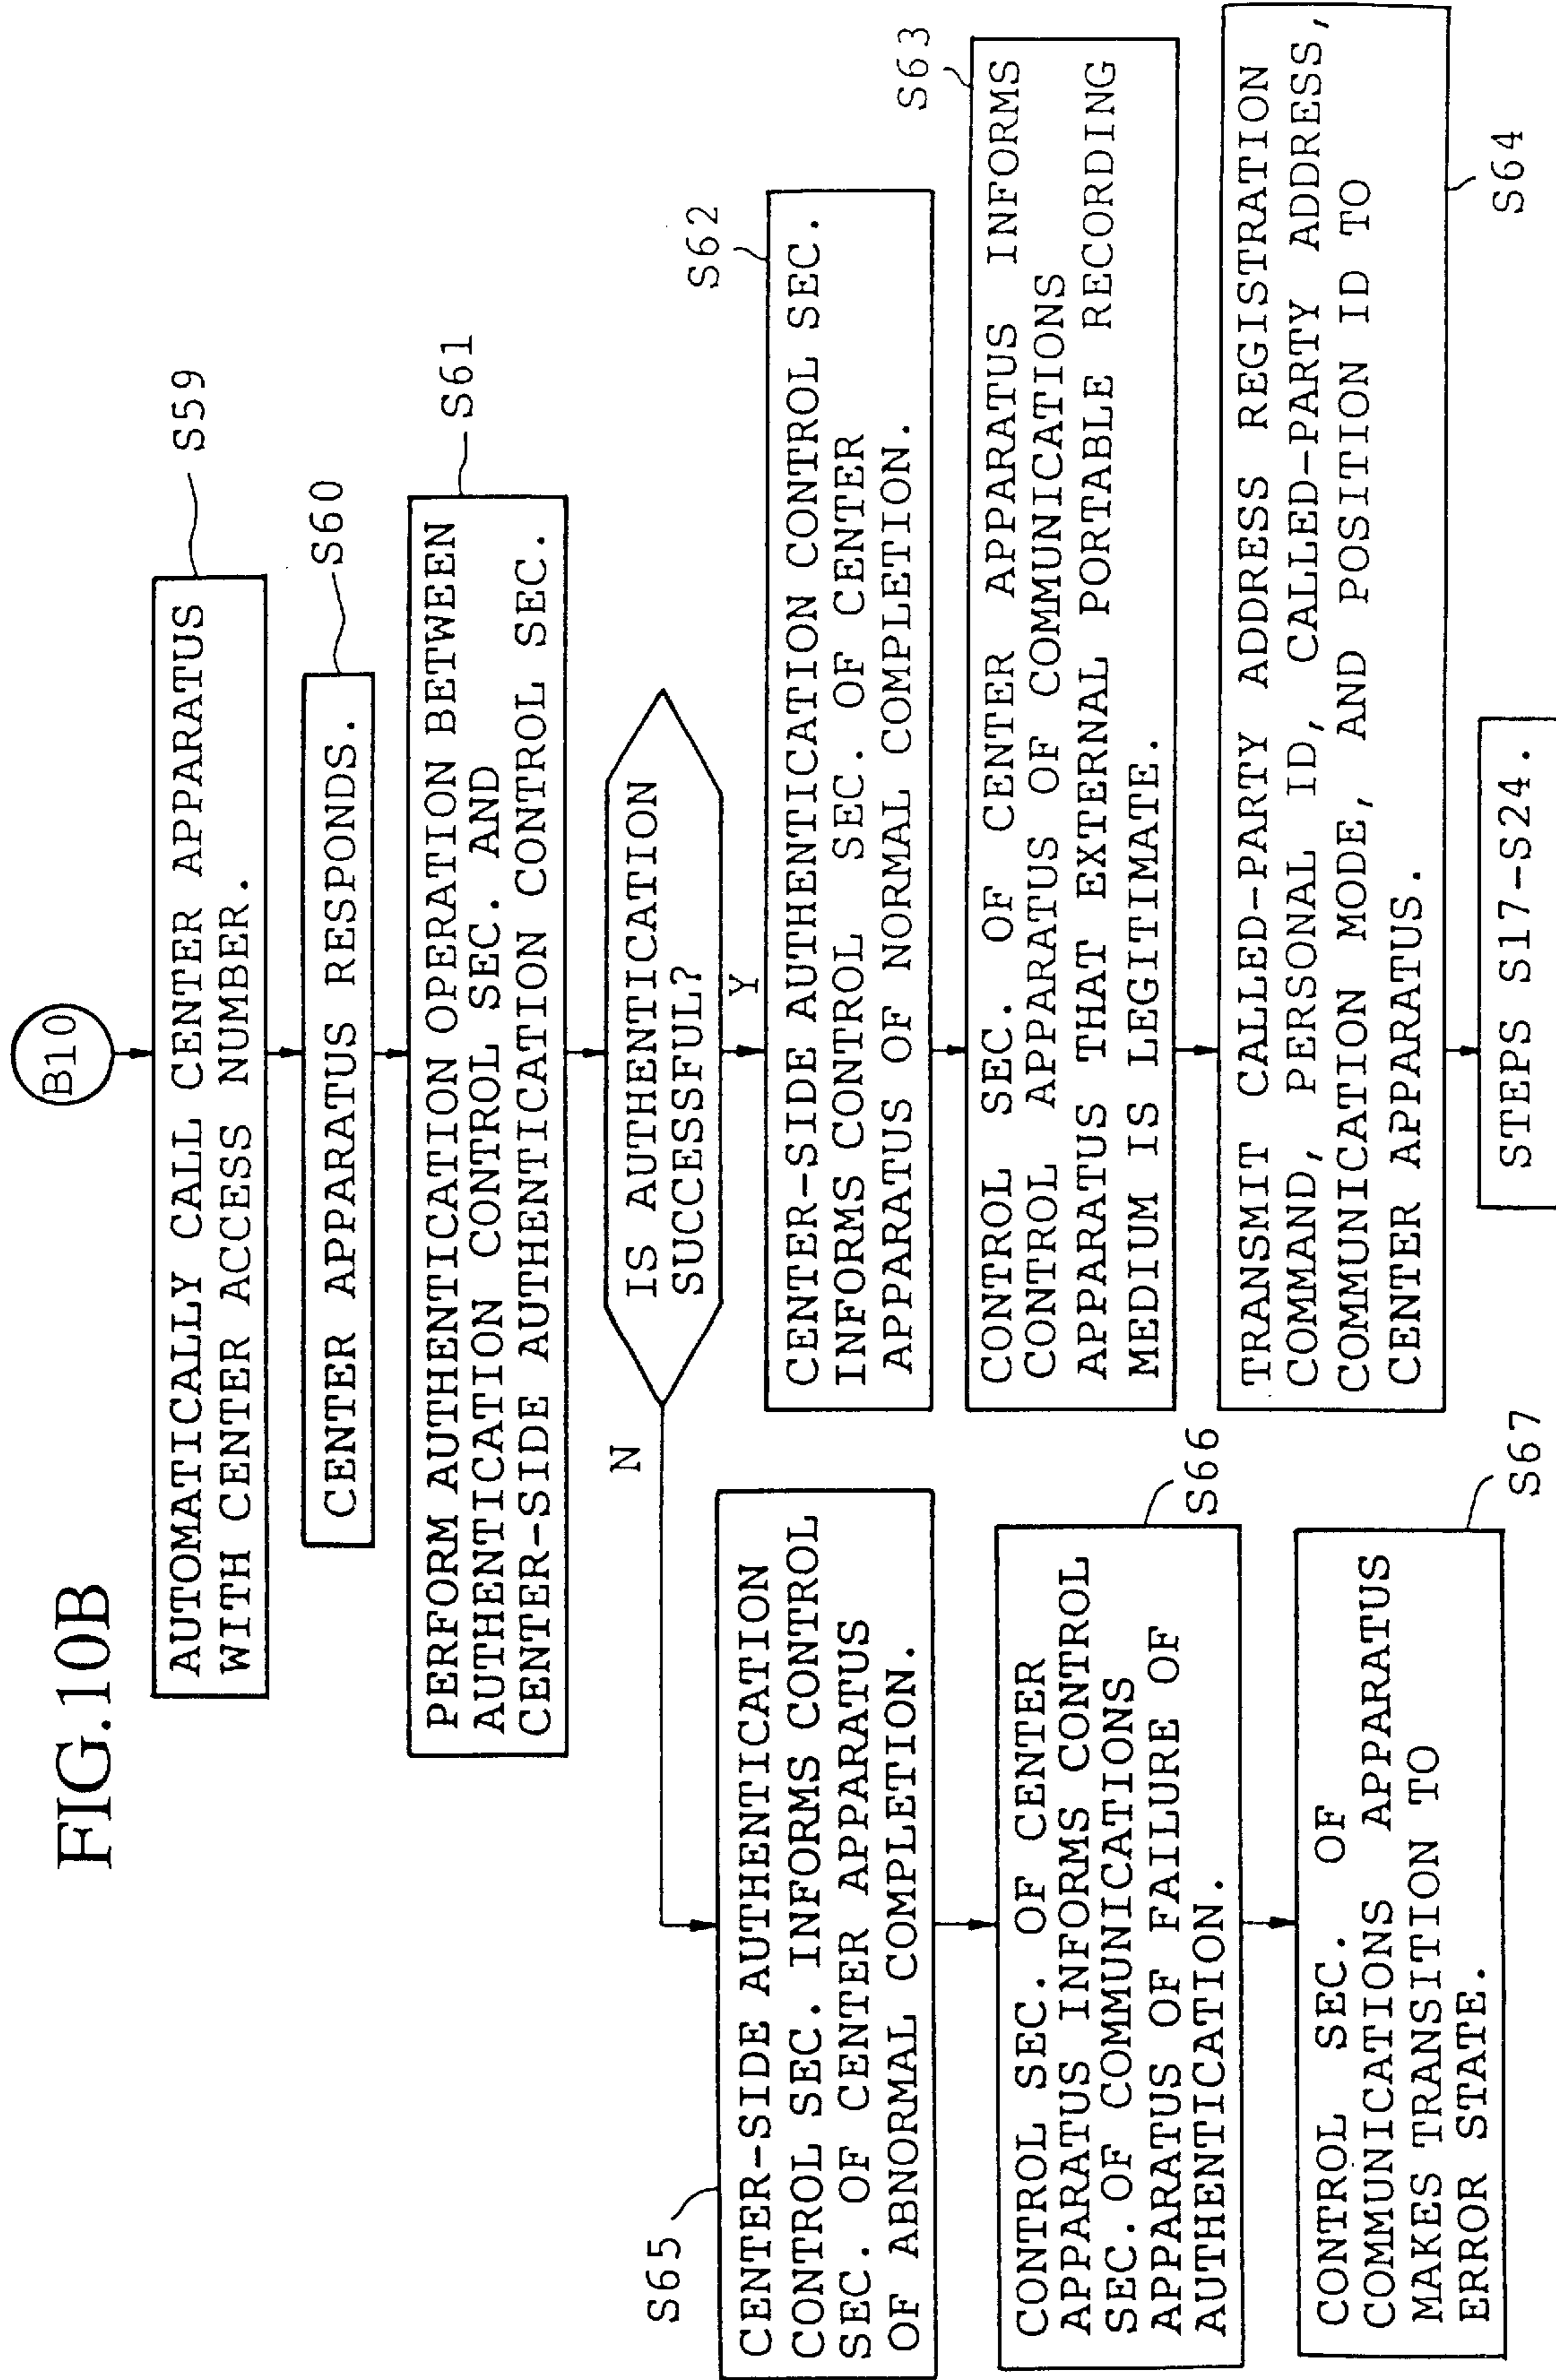 FIG.10B
B10
AUTOMATICALLY CALL CENTER APPARATUS
WITH CENTER ACCESS NUMBER.
S59
CENTER APPARATUS RESPONDS.
S60
PERFORM AUTHENTICATION OPERATION BETWEEN
AUTHENTICATION CONTROL SEC. AND
CENTER-SIDE AUTHENTICATION CONTROL SEC.
S61
IS AUTHENTICATION
SUCCESSFUL?
N
Y
CENTER-SIDE AUTHENTICATION CONTROL SEC.
INFORMS CONTROL SEC. OF CENTER
APPARATUS OF NORMAL COMPLETION.
S62
CONTROL SEC. OF CENTER APPARATUS INFORMS
CONTROL APPARATUS OF COMMUNICATIONS
APPARATUS THAT EXTERNAL PORTABLE RECORDING
MEDIUM IS LEGITIMATE.
S63
TRANSMIT CALLED-PARTY ADDRESS REGISTRATION
COMMAND, PERSONAL ID, CALLED-PARTY ADDRESS,
COMMUNICATION MODE, AND POSITION ID TO
CENTER APPARATUS.
S64
STEPS S17-S24.
S65
CENTER-SIDE AUTHENTICATION
CONTROL SEC. INFORMS CONTROL
SEC. OF CENTER APPARATUS
OF ABNORMAL COMPLETION.
CONTROL SEC. OF CENTER
APPARATUS INFORMS CONTROL
SEC. OF COMMUNICATIONS
APPARATUS OF FAILURE OF
AUTHENTICATION.
S66
CONTROL SEC. OF
COMMUNICATIONS APPARATUS
MAKES TRANSITION TO
ERROR STATE.
S67